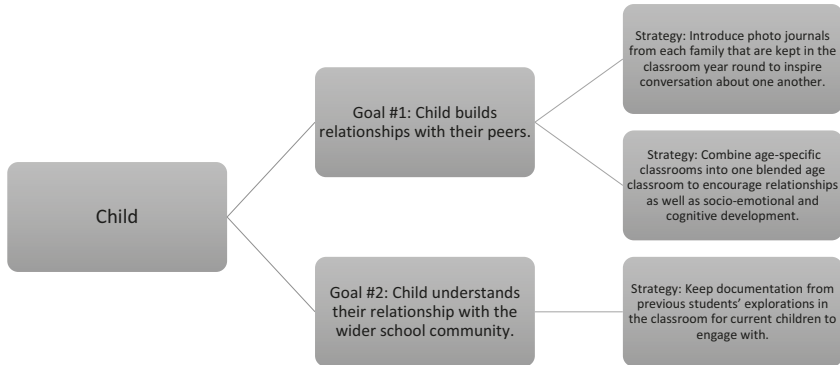 Child
Goal #1: Child builds
relationships with their peers.
Strategy: Introduce photo journals
from each family that are kept in the
classroom year round to inspire
conversation about one another.
Strategy: Combine age-specific
classrooms into one blended age
classroom to encourage relationships
as well as socio-emotional and
cognitive development.
Goal #2: Child understands
their relationship with the
wider school community.
Strategy: Keep documentation from
previous students’ explorations in
the classroom for current children to
engage with.